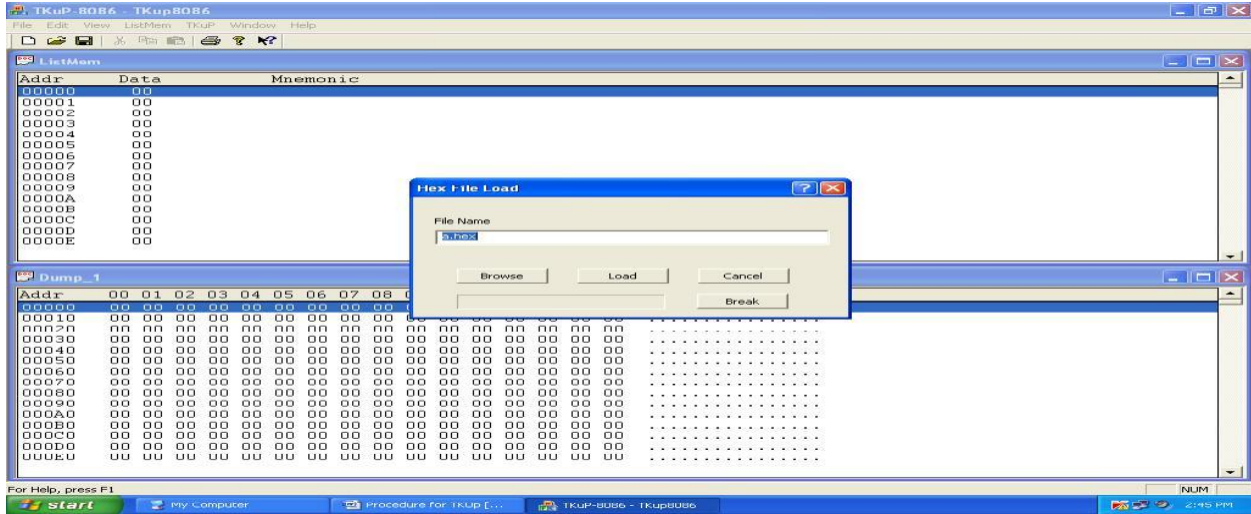 TKuP-8086 - TKup8086
File Edit View ListMem TKuP Window Help
ListMem
Addr Data Mnemonic
00000 00
00001 00
00002 00
00003 00
00004 00
00005 00
00006 00
00007 00
00008 00
00009 00
0000A 00
0000B 00
0000C 00
0000D 00
0000E 00
Hex File Load
File Name
a.hex
Browse Load Cancel
Break
Dump_1
Addr 00 01 02 03 04 05 06 07 08
00000 00 00 00 00 00 00 00 00 00
00010 00 00 00 00 00 00 00 00 00 00 00 00 00 00 00 00 ................
00020 00 00 00 00 00 00 00 00 00 00 00 00 00 00 00 00 ................
00030 00 00 00 00 00 00 00 00 00 00 00 00 00 00 00 00 ................
00040 00 00 00 00 00 00 00 00 00 00 00 00 00 00 00 00 ................
00050 00 00 00 00 00 00 00 00 00 00 00 00 00 00 00 00 ................
00060 00 00 00 00 00 00 00 00 00 00 00 00 00 00 00 00 ................
00070 00 00 00 00 00 00 00 00 00 00 00 00 00 00 00 00 ................
00080 00 00 00 00 00 00 00 00 00 00 00 00 00 00 00 00 ................
00090 00 00 00 00 00 00 00 00 00 00 00 00 00 00 00 00 ................
000A0 00 00 00 00 00 00 00 00 00 00 00 00 00 00 00 00 ................
000B0 00 00 00 00 00 00 00 00 00 00 00 00 00 00 00 00 ................
000C0 00 00 00 00 00 00 00 00 00 00 00 00 00 00 00 00 ................
000D0 00 00 00 00 00 00 00 00 00 00 00 00 00 00 00 00 ................
000E0 00 00 00 00 00 00 00 00 00 00 00 00 00 00 00 00 ................
For Help, press F1 NUM
start My Computer Procedure for TKUP [... TKuP-8086 - TKup8086 2:45 PM